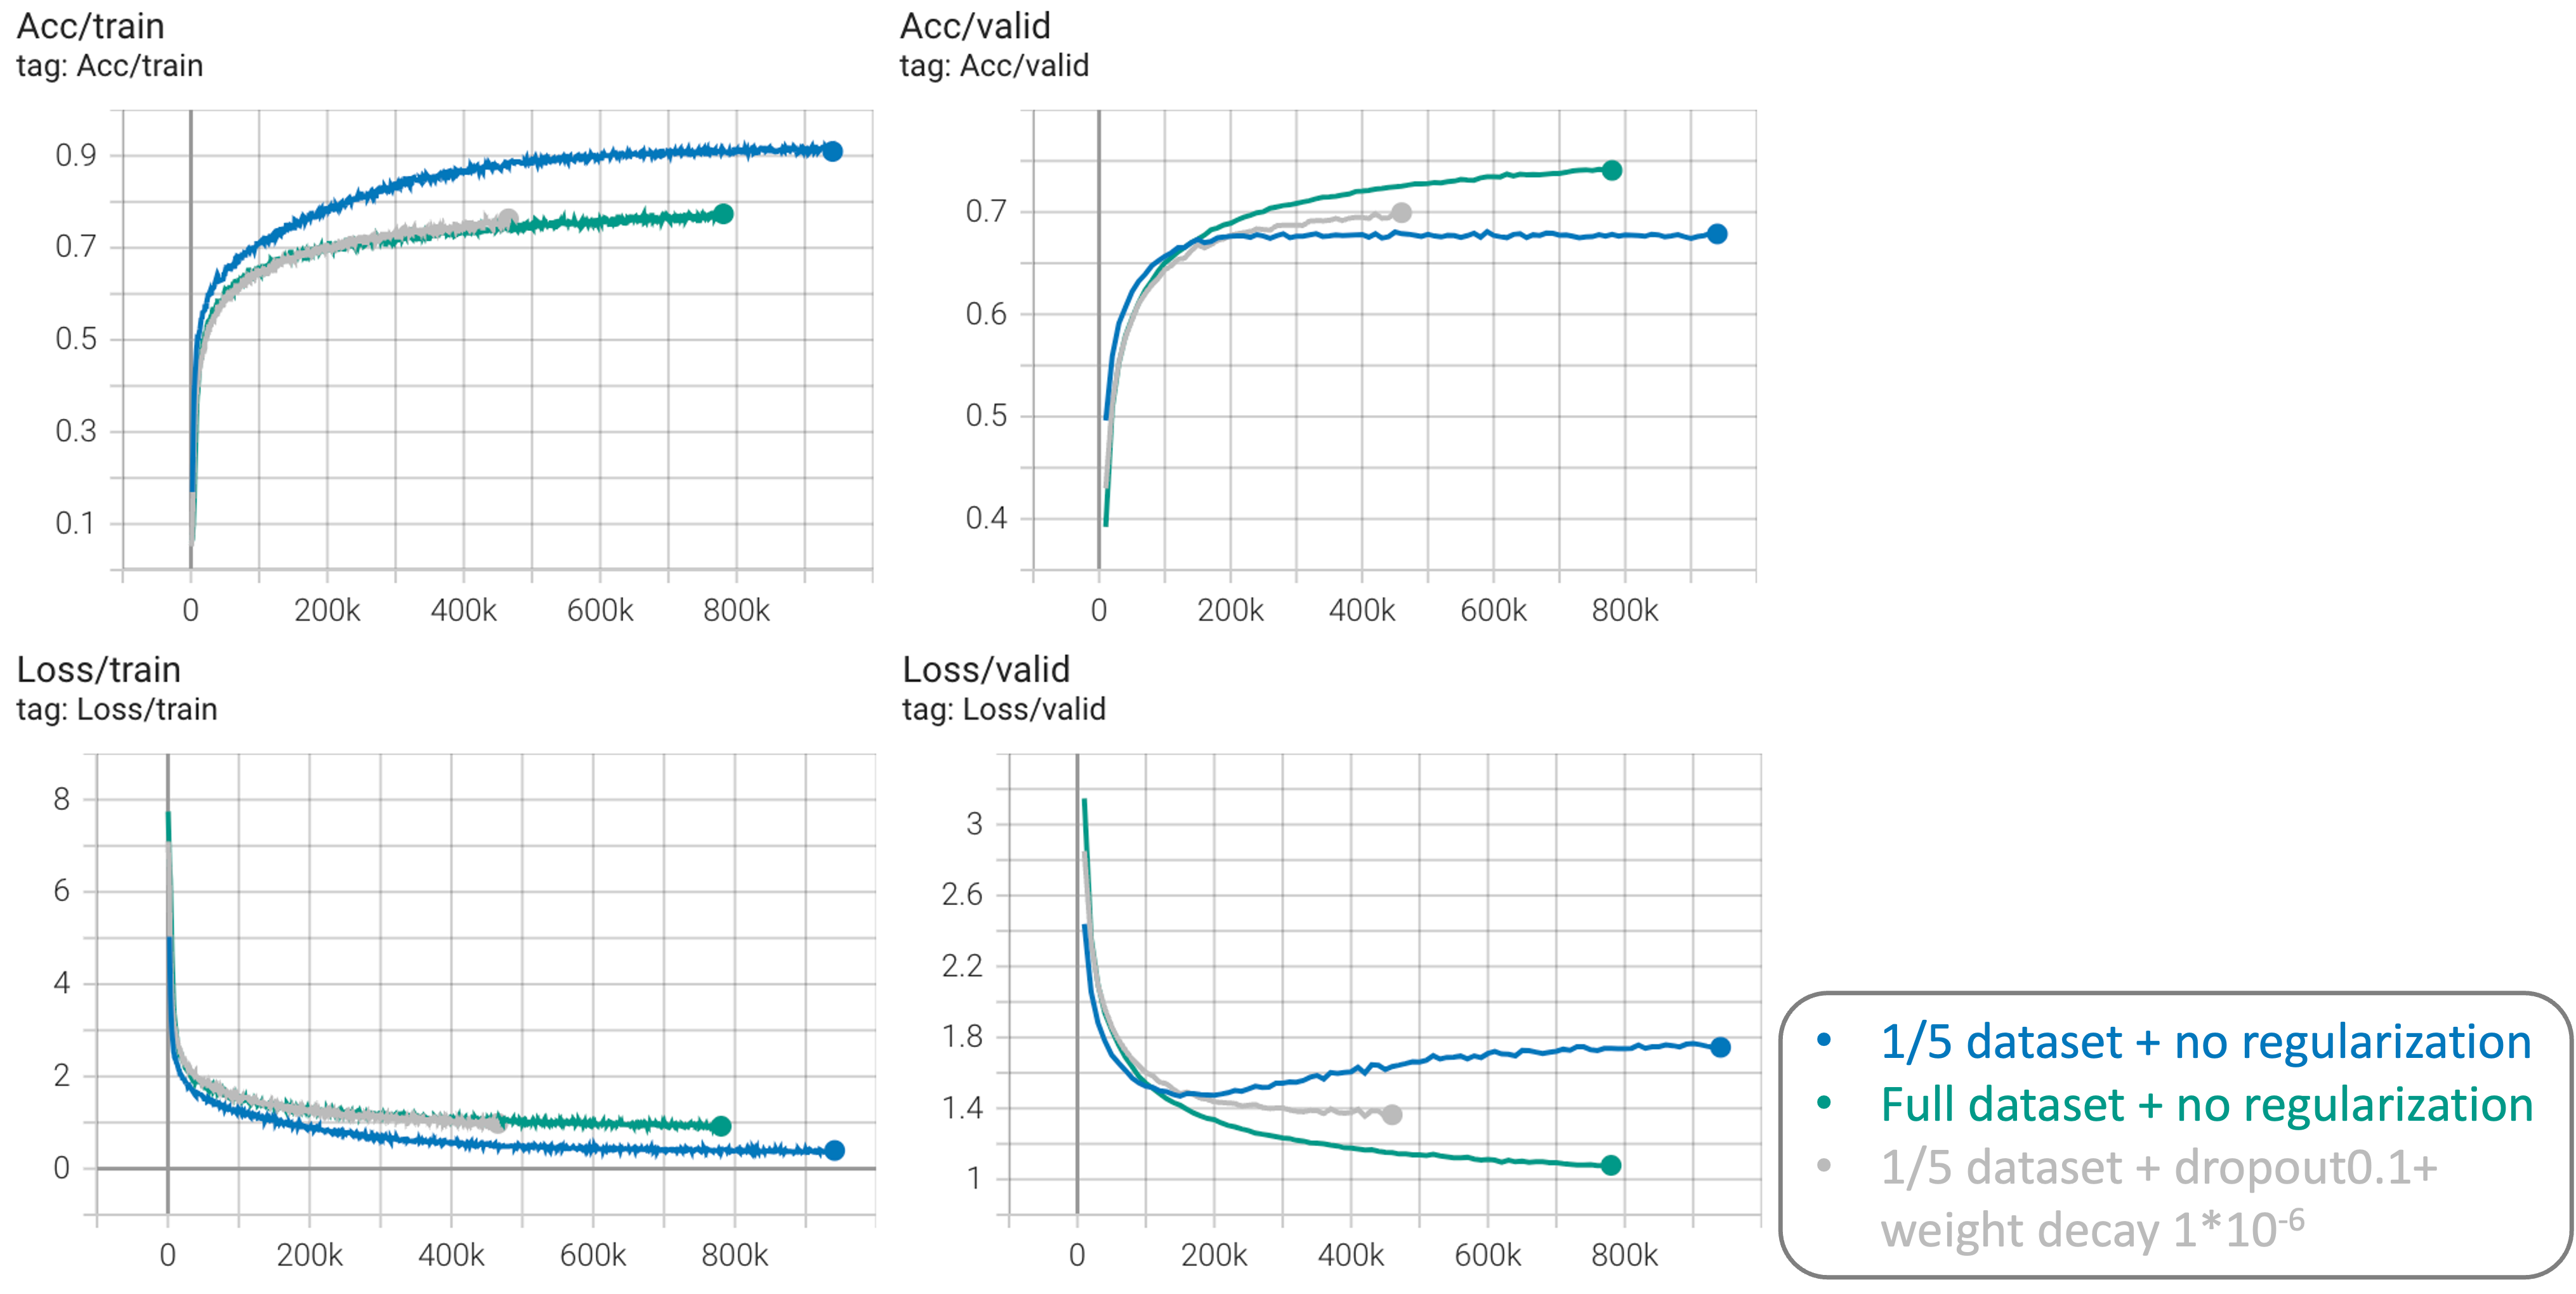 Acc/train
tag: Acc/train
0.9
0.7
0.5
0.3
0.1
0 200k 400k 600k 800k
Acc/valid
tag: Acc/valid
0.7
0.6
0.5
0.4
0 200k 400k 600k 800k
Loss/train
tag: Loss/train
8
6
4
2
0
0 200k 400k 600k 800k
Loss/valid
tag: Loss/valid
3
2.6
2.2
1.8
1.4
1
0 200k 400k 600k 800k
• 1/5 dataset + no regularization
• Full dataset + no regularization
• 1/5 dataset + dropout0.1+
weight decay 1*10⁻⁶